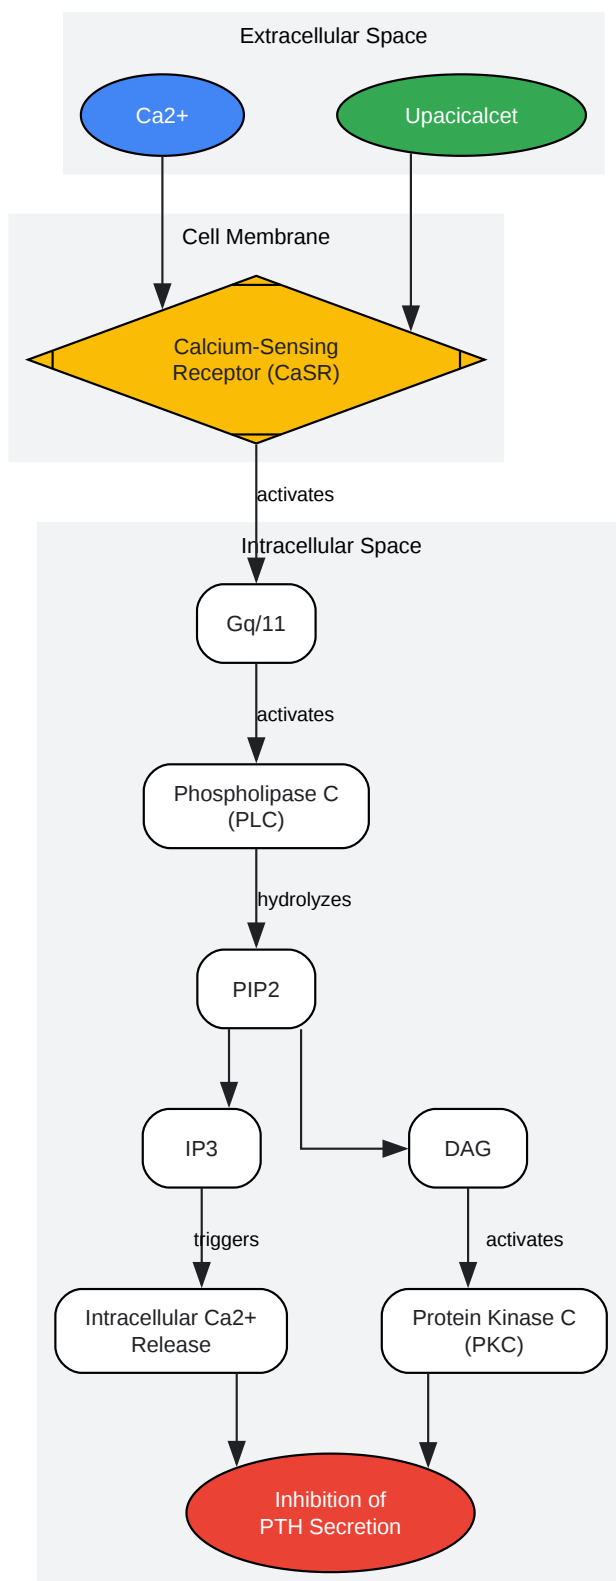 Extracellular Space
Ca2+
Upacicalcet
Cell Membrane
Calcium-Sensing
Receptor (CaSR)
activates
Intracellular Space
Gq/11
activates
Phospholipase C
(PLC)
hydrolyzes
PIP2
IP3
DAG
triggers
activates
Intracellular Ca2+
Release
Protein Kinase C
(PKC)
Inhibition of
PTH Secretion